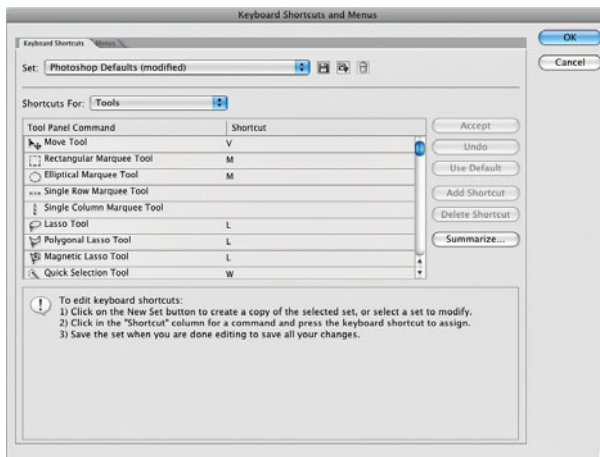 Keyboard Shortcuts and Menus
Keyboard Shortcuts Menus
OK
Cancel
Set: Photoshop Defaults (modified)
Shortcuts For: Tools
Tool Panel Command Shortcut
Move Tool V
Rectangular Marquee Tool M
Elliptical Marquee Tool M
Single Row Marquee Tool
Single Column Marquee Tool
Lasso Tool L
Polygonal Lasso Tool L
Magnetic Lasso Tool L
Quick Selection Tool W
Accept
Undo
Use Default
Add Shortcut
Delete Shortcut
Summarize...
To edit keyboard shortcuts:
1) Click on the New Set button to create a copy of the selected set, or select a set to modify.
2) Click in the "Shortcut" column for a command and press the keyboard shortcut to assign.
3) Save the set when you are done editing to save all your changes.